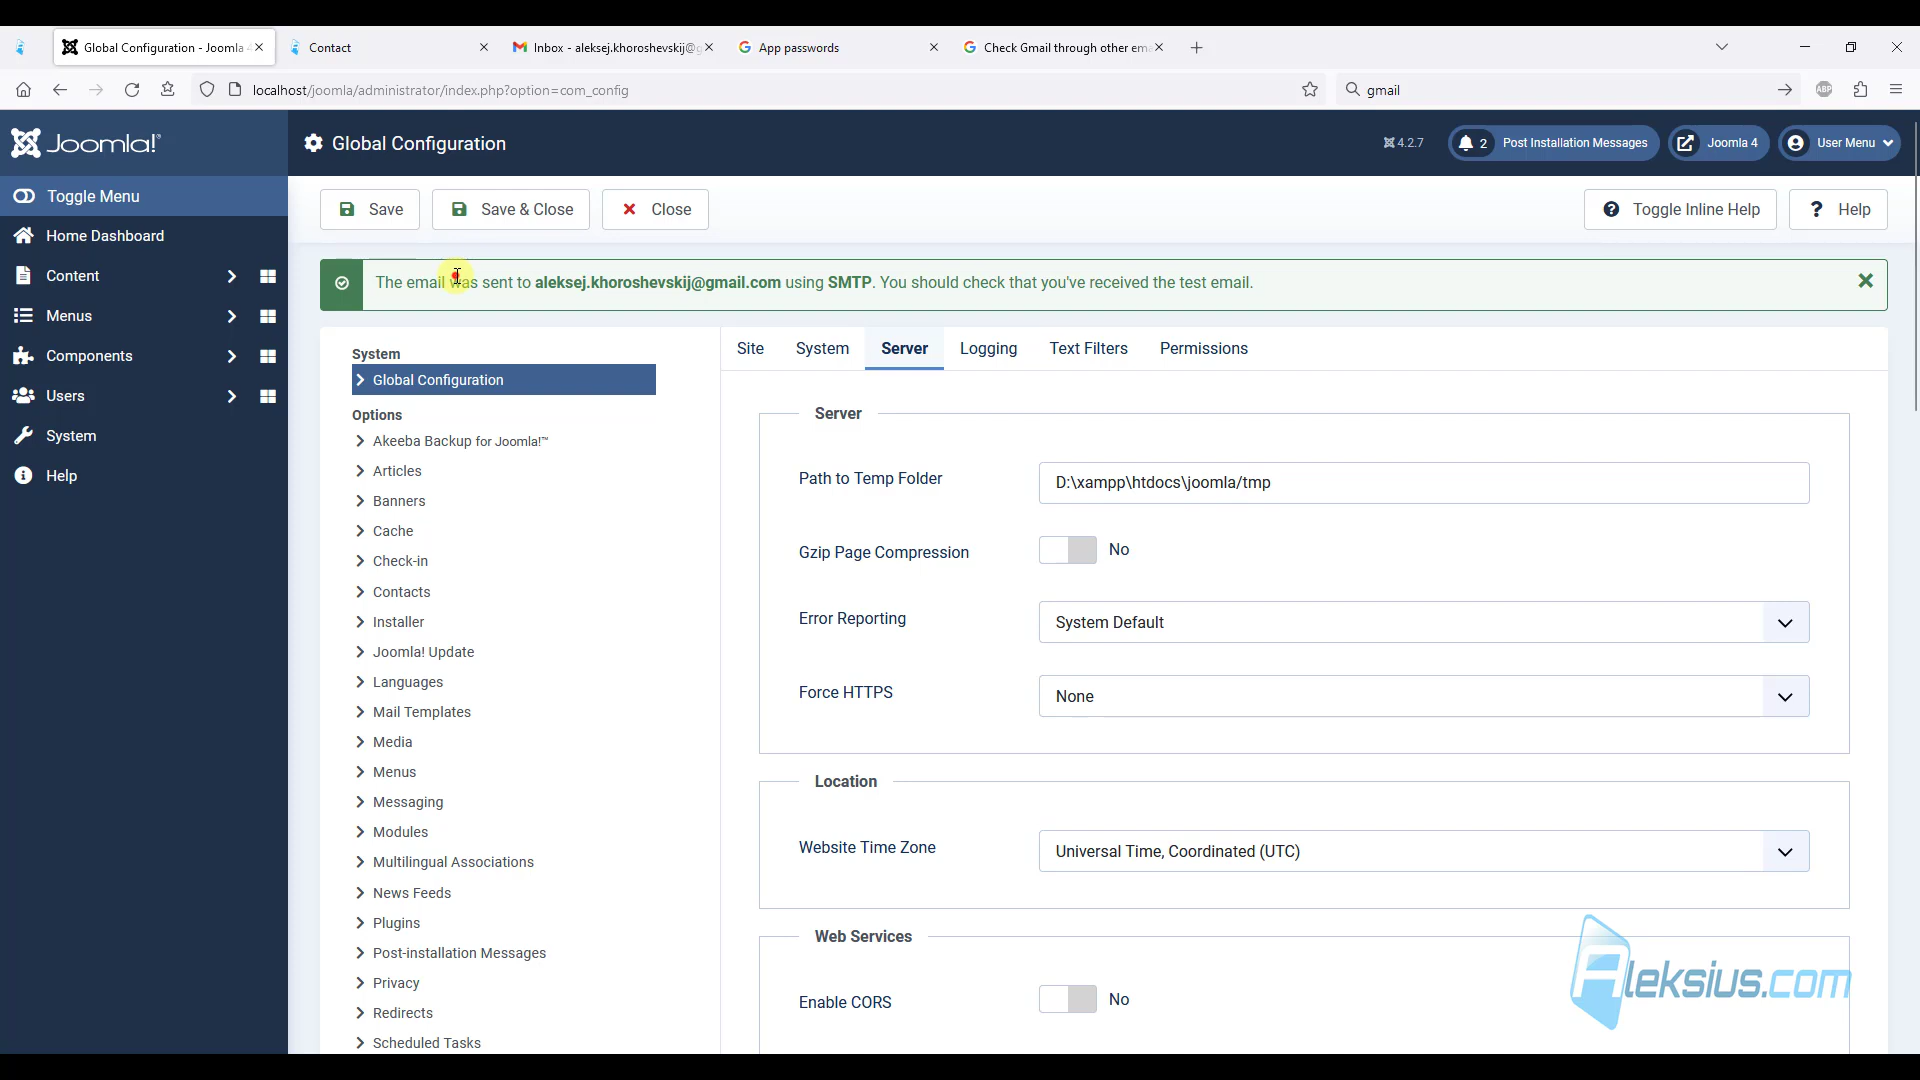 Global Configuration - Joomla
Contact
Inbox - aleksej.khoroshevskij@g
App passwords
Check Gmail through other em
localhost/joomla/administrator/index.php?option=com_config
gmail
ABP
Joomla!®
Global Configuration
4.2.7
2 Post Installation Messages
Joomla 4
User Menu
Toggle Menu
Home Dashboard
Content
Menus
Components
Users
System
Help
Save
Save & Close
Close
Toggle Inline Help
Help
The email was sent to aleksej.khoroshevskij@gmail.com using SMTP. You should check that you've received the test email.
System
Global Configuration
Options
Akeeba Backup for Joomla!™
Articles
Banners
Cache
Check-in
Contacts
Installer
Joomla! Update
Languages
Mail Templates
Media
Menus
Messaging
Modules
Multilingual Associations
News Feeds
Plugins
Post-installation Messages
Privacy
Redirects
Scheduled Tasks
Site
System
Server
Logging
Text Filters
Permissions
Server
Path to Temp Folder
D:\xampp\htdocs\joomla/tmp
Gzip Page Compression
No
Error Reporting
System Default
Force HTTPS
None
Location
Website Time Zone
Universal Time, Coordinated (UTC)
Web Services
Enable CORS
No
Aleksius.com